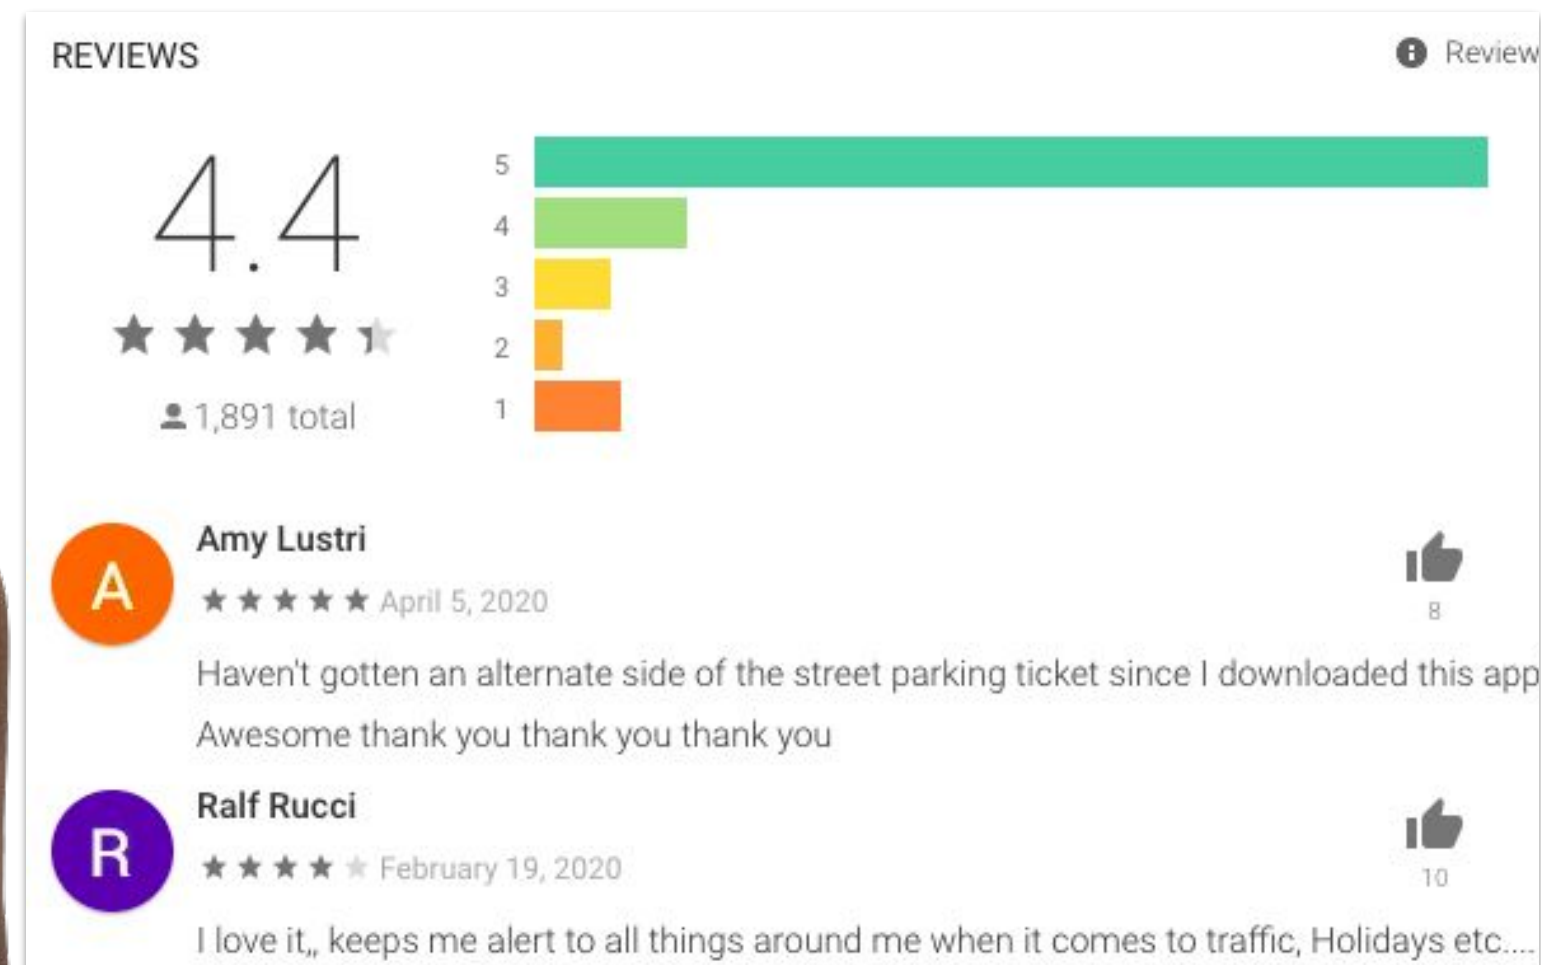 REVIEWS
Review
4.4
1,891 total
5
4
3
2
1
A
Amy Lustri
April 5, 2020
8
Haven't gotten an alternate side of the street parking ticket since I downloaded this app
Awesome thank you thank you thank you
R
Ralf Rucci
February 19, 2020
10
I love it,, keeps me alert to all things around me when it comes to traffic, Holidays etc....